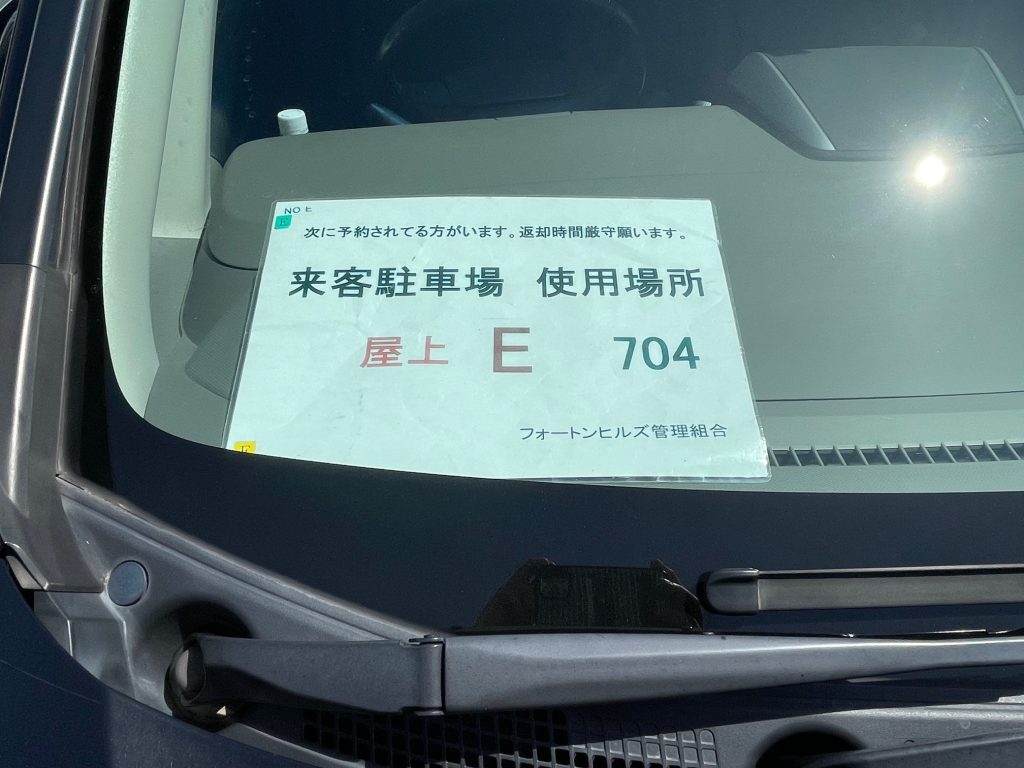 NO E
E
次に予約されてる方がいます。返却時間厳守願います。
来客駐車場 使用場所
屋上 E 704
フォートンヒルズ管理組合
E